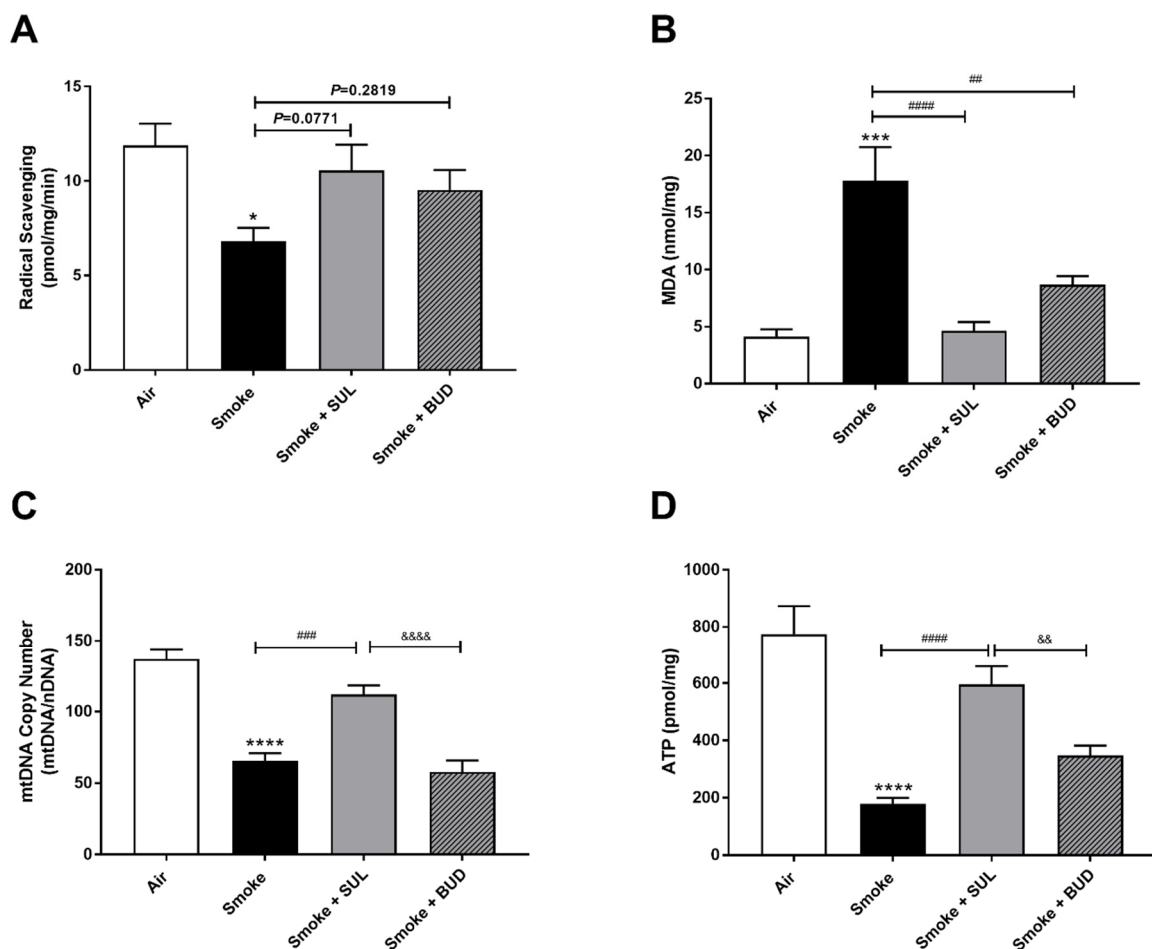 A
Radical Scavenging
(pmol/mg/min)
15
10
5
0
P=0.2819
P=0.0771
*
Air
Smoke
Smoke + SUL
Smoke + BUD
B
MDA (nmol/mg)
25
20
15
10
5
0
##
####
***
Air
Smoke
Smoke + SUL
Smoke + BUD
C
mtDNA Copy Number
(mtDNA/nDNA)
200
150
100
50
0
###
&&&&
****
Air
Smoke
Smoke + SUL
Smoke + BUD
D
ATP (pmol/mg)
1000
800
600
400
200
0
####
&&
****
Air
Smoke
Smoke + SUL
Smoke + BUD